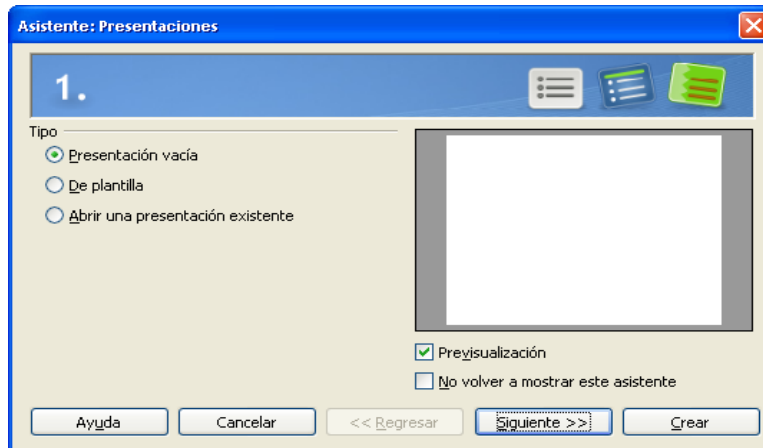 Asistente: Presentaciones
1.
Tipo
Presentación vacía
De plantilla
Abrir una presentación existente
Previsualización
No volver a mostrar este asistente
Ayuda Cancelar << Regresar Siguiente >> Crear